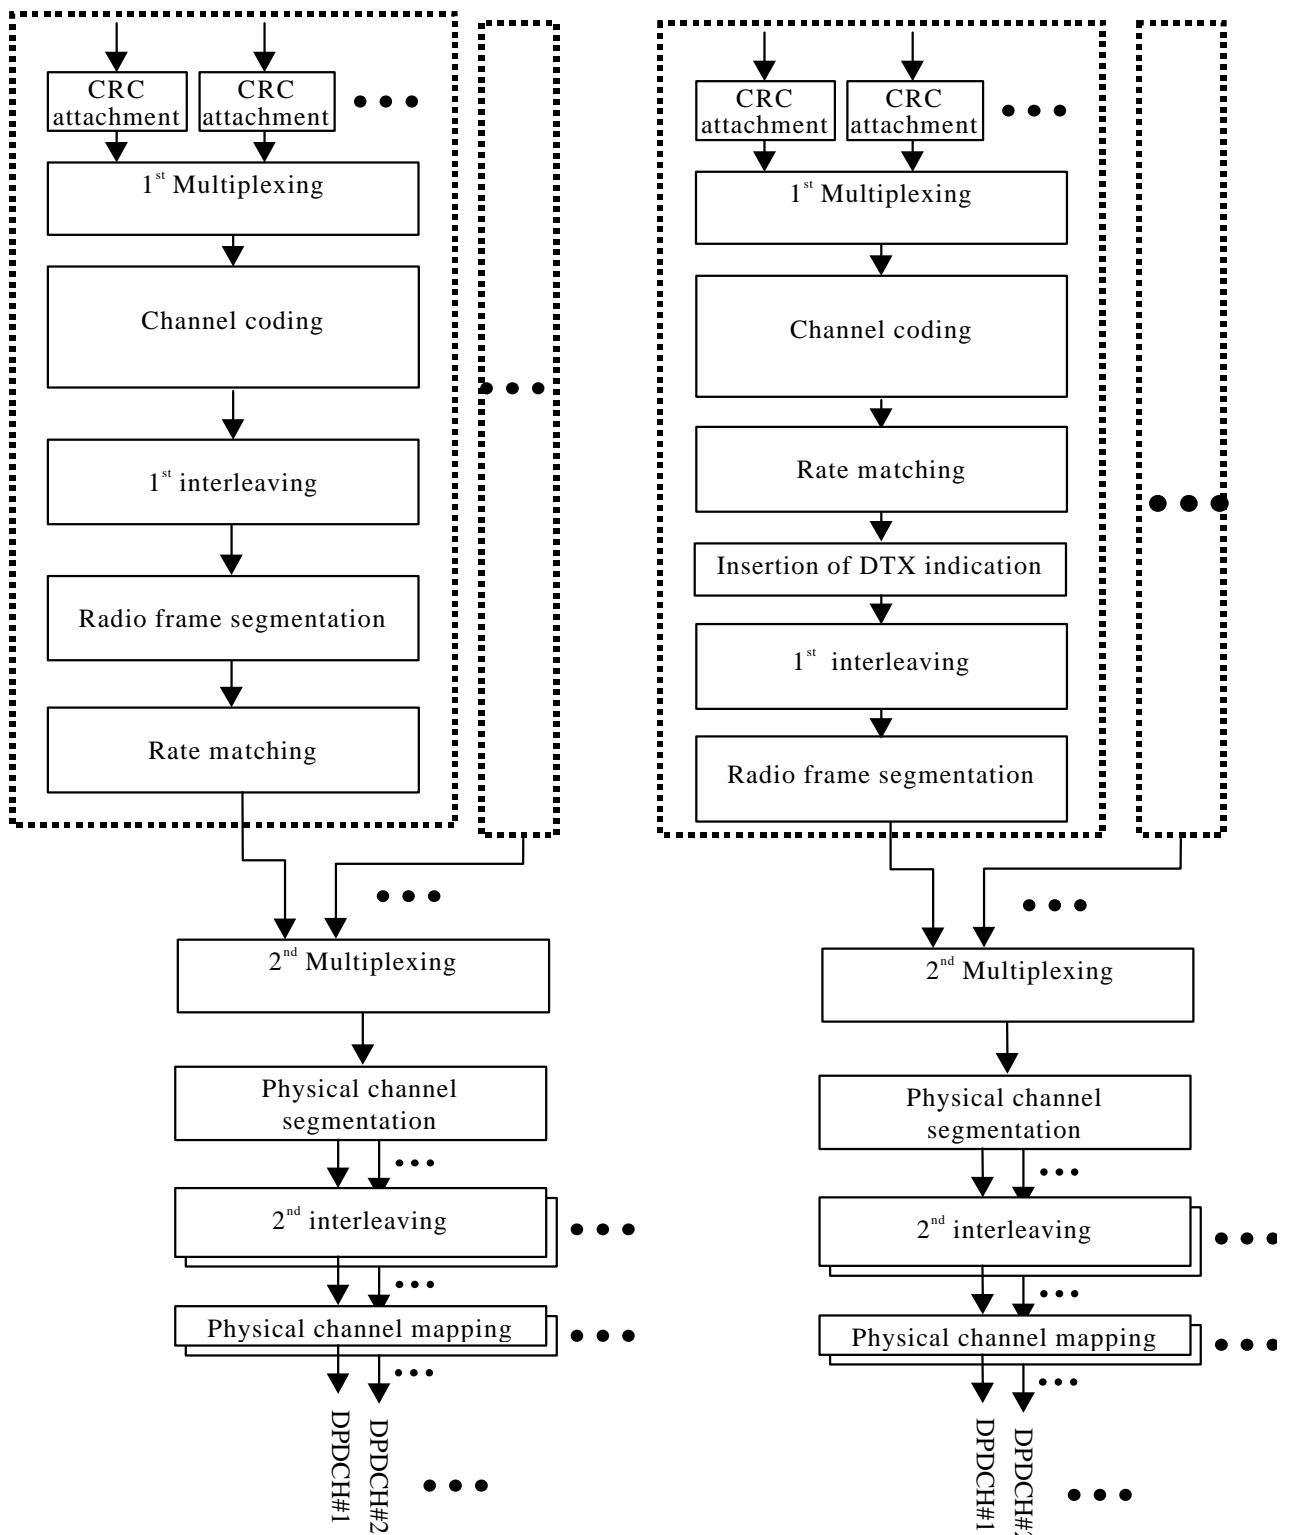 CRC
attachment
CRC
attachment
1st Multiplexing
Channel coding
1st interleaving
Radio frame segmentation
Rate matching
2nd Multiplexing
Physical channel
segmentation
2nd interleaving
Physical channel mapping
DPDCH#1
DPDCH#2
CRC
attachment
CRC
attachment
1st Multiplexing
Channel coding
Rate matching
Insertion of DTX indication
1st interleaving
Radio frame segmentation
2nd Multiplexing
Physical channel
segmentation
2nd interleaving
Physical channel mapping
DPDCH#1
DPDCH#2